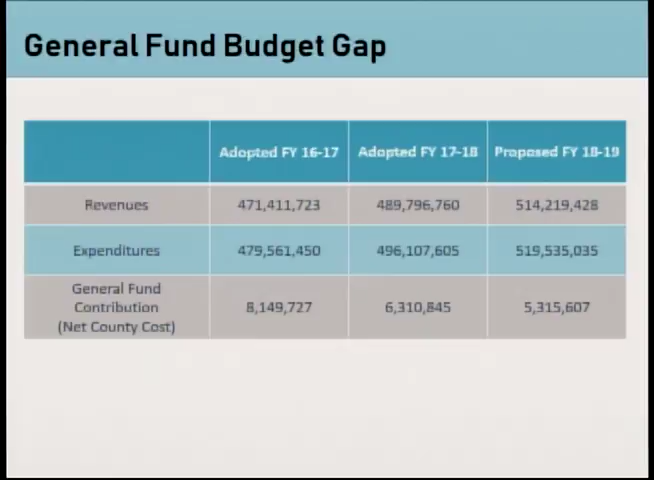 General Fund Budget Gap
Adopted FY 16-17 Adopted FY 17-18 Proposed FY 18-19
Revenues 471,411,723 489,796,760 514,219,428
Expenditures 479,561,450 496,107,605 519,535,035
General Fund
Contribution
(Net County Cost) 8,149,727 6,310,845 5,315,607